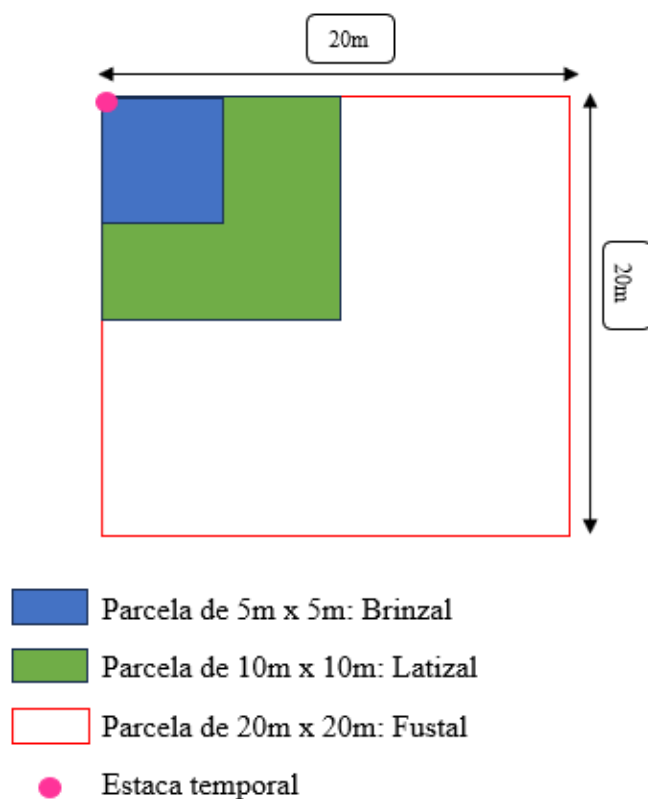 20m
20m
Parcela de 5m x 5m: Brinzal
Parcela de 10m x 10m: Latizal
Parcela de 20m x 20m: Fustal
Estaca temporal